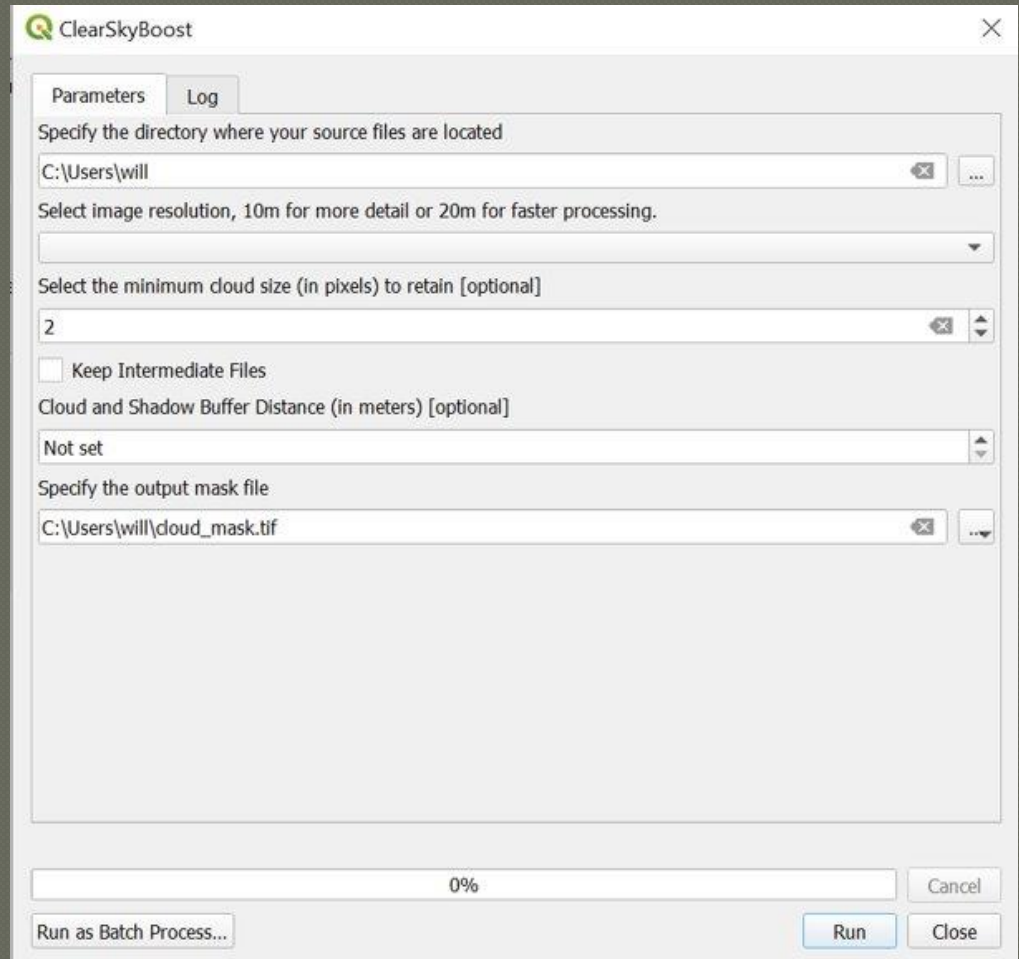 ClearSkyBoost
Parameters
Log
Specify the directory where your source files are located
C:\Users\will
...
Select image resolution, 10m for more detail or 20m for faster processing.
Select the minimum cloud size (in pixels) to retain [optional]
2
Keep Intermediate Files
Cloud and Shadow Buffer Distance (in meters) [optional]
Not set
Specify the output mask file
C:\Users\will\cloud_mask.tif
...
0%
Cancel
Run as Batch Process...
Run
Close